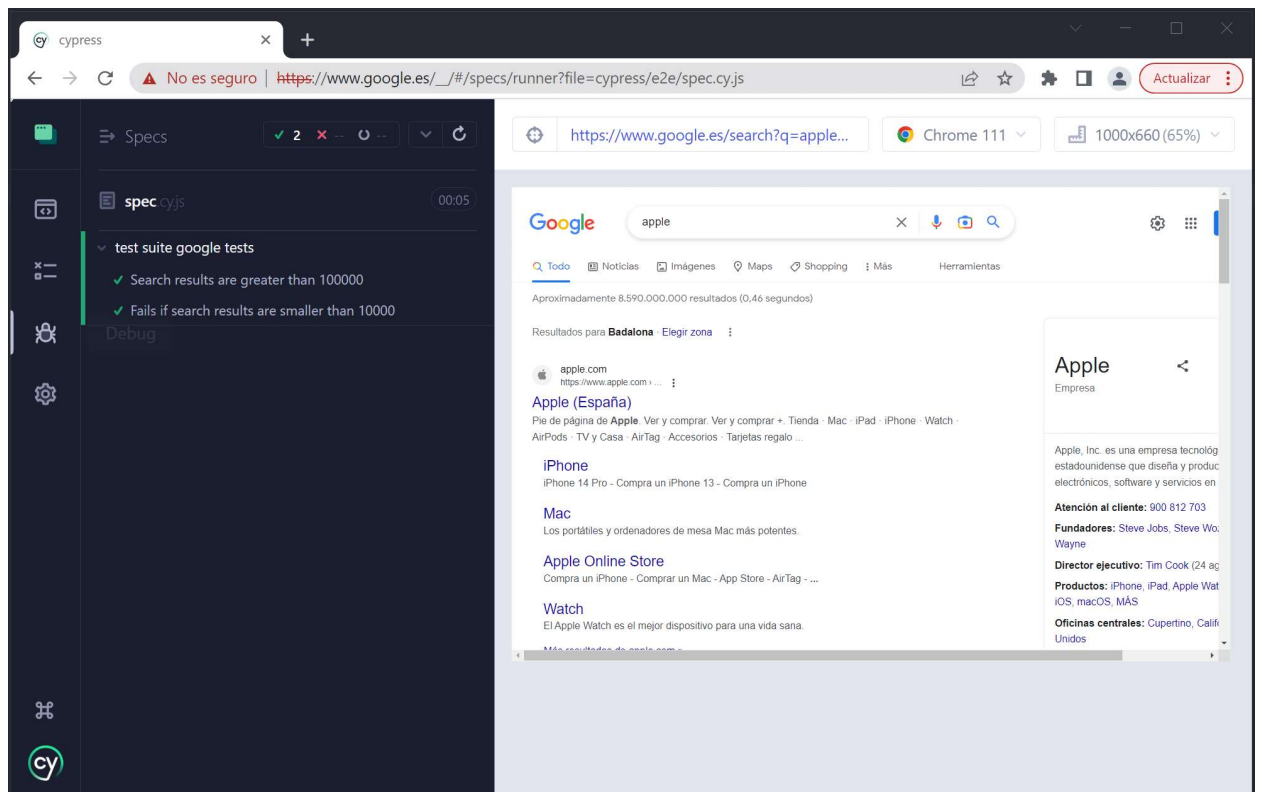 cy cypress
No es seguro | https://www.google.es/__/#/specs/runner?file=cypress/e2e/spec.cy.js
Actualizar
Specs
2 -- --
spec.cy.js 00:05
test suite google tests
Search results are greater than 100000
Fails if search results are smaller than 10000
Debug
cy
https://www.google.es/search?q=apple...
Chrome 111
1000x660 (65%)
Google
apple
Todo Noticias Imágenes Maps Shopping Más Herramientas
Aproximadamente 8.590.000.000 resultados (0,46 segundos)
Resultados para Badalona · Elegir zona
apple.com
https://www.apple.com › ...
Apple (España)
Pie de página de Apple. Ver y comprar. Ver y comprar +. Tienda · Mac · iPad · iPhone · Watch ·
AirPods · TV y Casa · AirTag · Accesorios · Tarjetas regalo ...
iPhone
iPhone 14 Pro - Compra un iPhone 13 - Compra un iPhone
Mac
Los portátiles y ordenadores de mesa Mac más potentes.
Apple Online Store
Compra un iPhone - Comprar un Mac - App Store - AirTag - ...
Watch
El Apple Watch es el mejor dispositivo para una vida sana.
Más resultados de apple.com »
Apple
Empresa
Apple, Inc. es una empresa tecnológ
estadounidense que diseña y produc
electrónicos, software y servicios en
Atención al cliente: 900 812 703
Fundadores: Steve Jobs, Steve Wo
Wayne
Director ejecutivo: Tim Cook (24 ag
Productos: iPhone, iPad, Apple Wat
iOS, macOS, MÁS
Oficinas centrales: Cupertino, Calif
Unidos